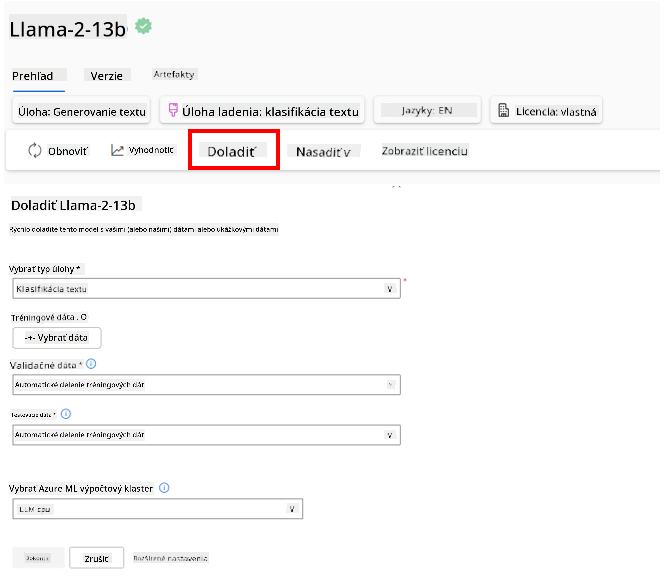 Llama-2-13b
Prehľad Verzie Artefakty
Úloha: Generovanie textu Úloha ladenia: klasifikácia textu Jazyky: EN Licencia: vlastná
Obnoviť Vyhodnotiť Doladiť Nasadiť v Zobraziť licenciu
Doladiť Llama-2-13b
Rýchlo doladíte tento model s vašimi (alebo našimi) dátami alebo ukážkovými dátami
Vybrať typ úlohy *
Klasifikácia textu
Tréningové dáta . O
-+- Vybrať dáta
Validačné dáta *
Automatické delenie tréningových dát
Testovacie dáta *
Automatické delenie tréningových dát
Vybrat Azure ML výpočtový klaster
LLM cpu
Zrušiť Rozšírené nastavenia